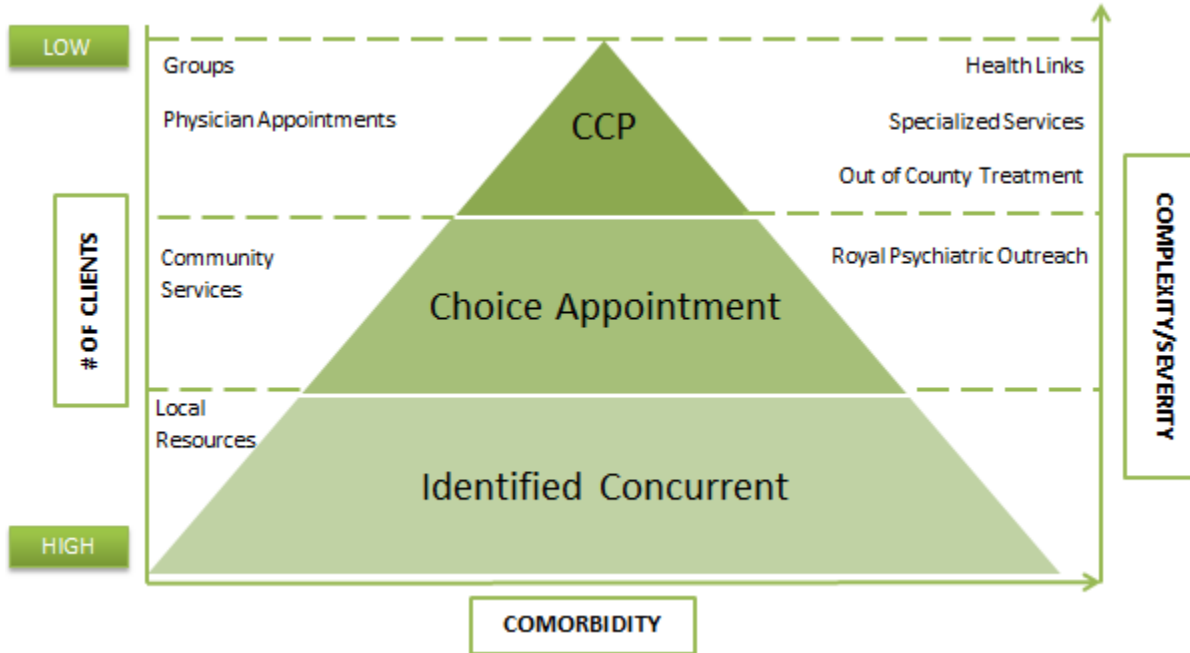 LOW
Groups
Health Links
Physician Appointments
CCP
Specialized Services
Out of County Treatment
# OF CLIENTS
COMPLEXITY/SEVERITY
Community
Services
Royal Psychiatric Outreach
Choice Appointment
Local
Resources
Identified Concurrent
HIGH
COMORBIDITY